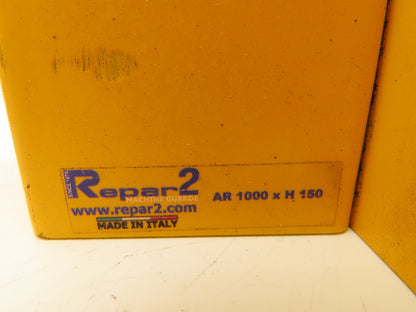 Repar2
MACHINE GUARDS
www.repar2.com
MADE IN ITALY
AR 1000 x H 150